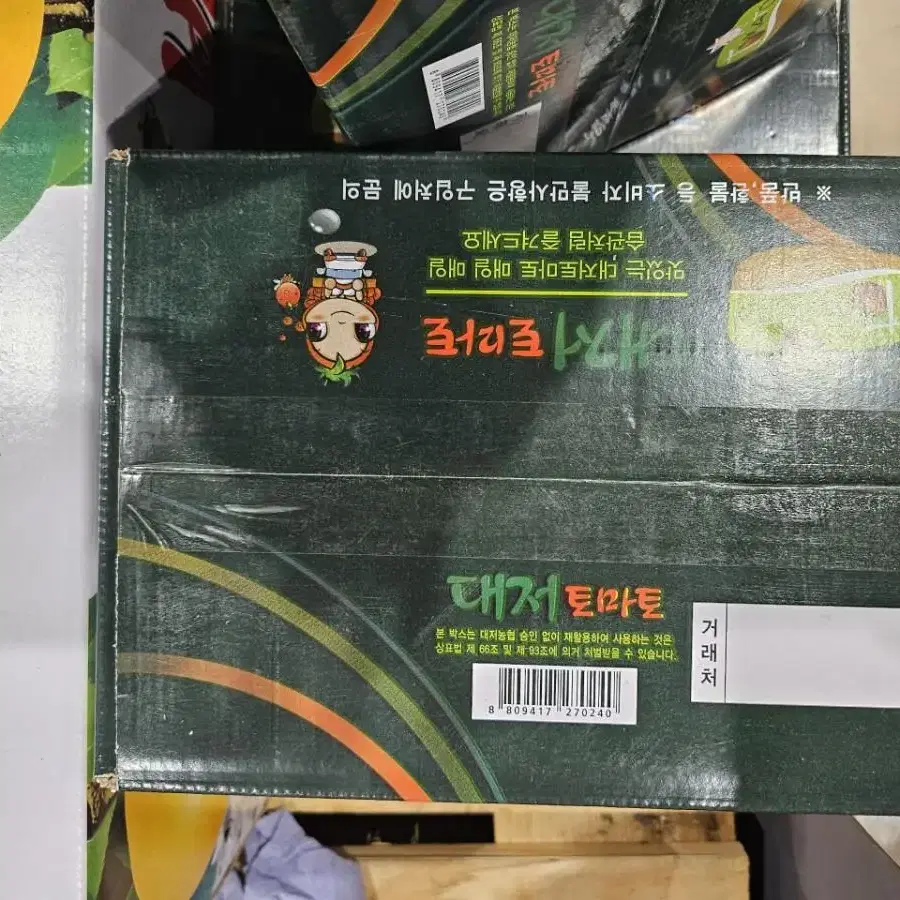 ※ 반품,환불 등 소비자 불만사항은 구입처에 문의
맛있는 대저토마토 매일 매일
습관처럼 즐겨드세요
대저토마토
대저토마토
본 박스는 대저농협 승인 없이 재활용하여 사용하는 것은
상표법 제 66조 및 제 93조에 의거 처벌받을 수 있습니다.
8 809417 270240
거래처